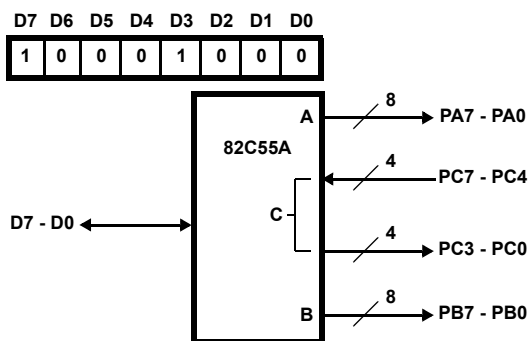 D7 D6 D5 D4 D3 D2 D1 D0
1 0 0 0 1 0 0 0
A 8 PA7 - PA0
82C55A
4 PC7 - PC4
D7 - D0 C
4 PC3 - PC0
B 8 PB7 - PB0